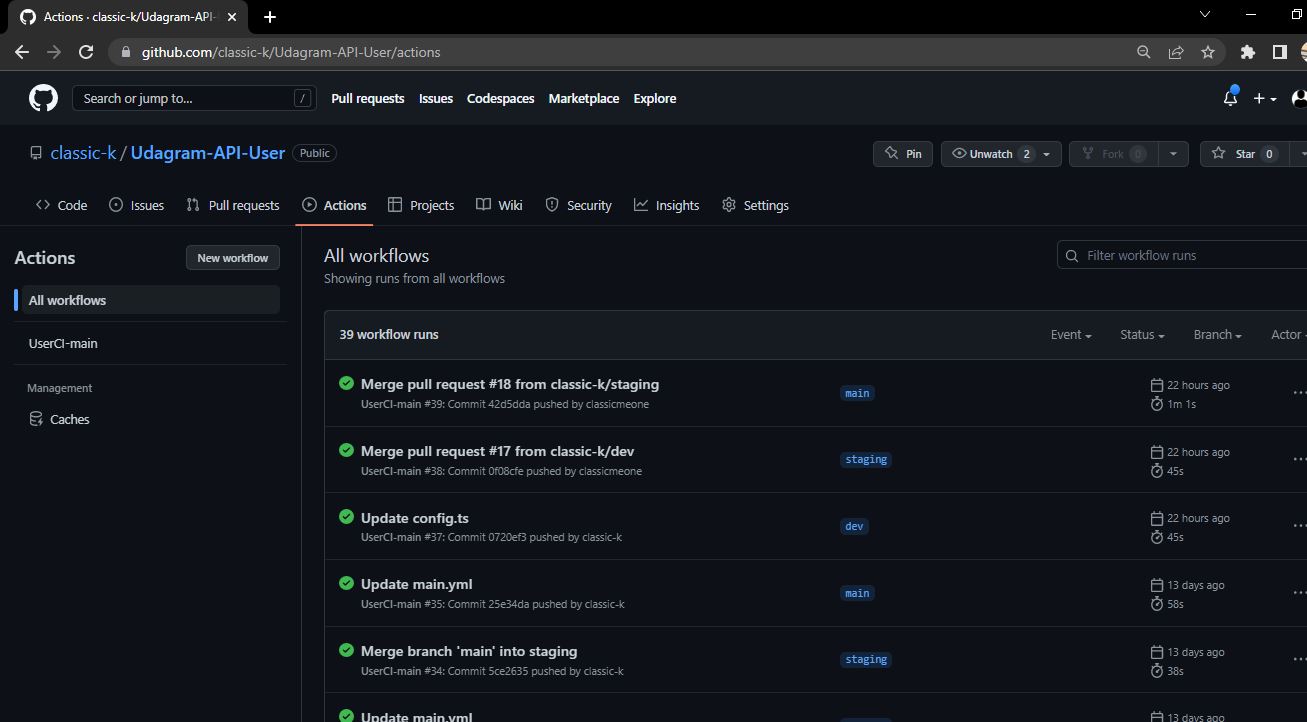 Actions · classic-k/Udagram-API-
github.com/classic-k/Udagram-API-User/actions
Search or jump to... / Pull requests Issues Codespaces Marketplace Explore
classic-k / Udagram-API-User Public Pin Unwatch 2 Fork 0 Star 0
Code Issues Pull requests Actions Projects Wiki Security Insights Settings
Actions New workflow
All workflows
UserCI-main
Management
Caches
All workflows
Showing runs from all workflows
Filter workflow runs
39 workflow runs Event Status Branch Actor
Merge pull request #18 from classic-k/staging
UserCI-main #39: Commit 42d5dda pushed by classicmeone
main
22 hours ago
1m 1s
Merge pull request #17 from classic-k/dev
UserCI-main #38: Commit 0f08cfe pushed by classicmeone
staging
22 hours ago
45s
Update config.ts
UserCI-main #37: Commit 0720ef3 pushed by classic-k
dev
22 hours ago
45s
Update main.yml
UserCI-main #35: Commit 25e34da pushed by classic-k
main
13 days ago
58s
Merge branch 'main' into staging
UserCI-main #34: Commit 5ce2635 pushed by classic-k
staging
13 days ago
38s
Update main.yml
13 days ago